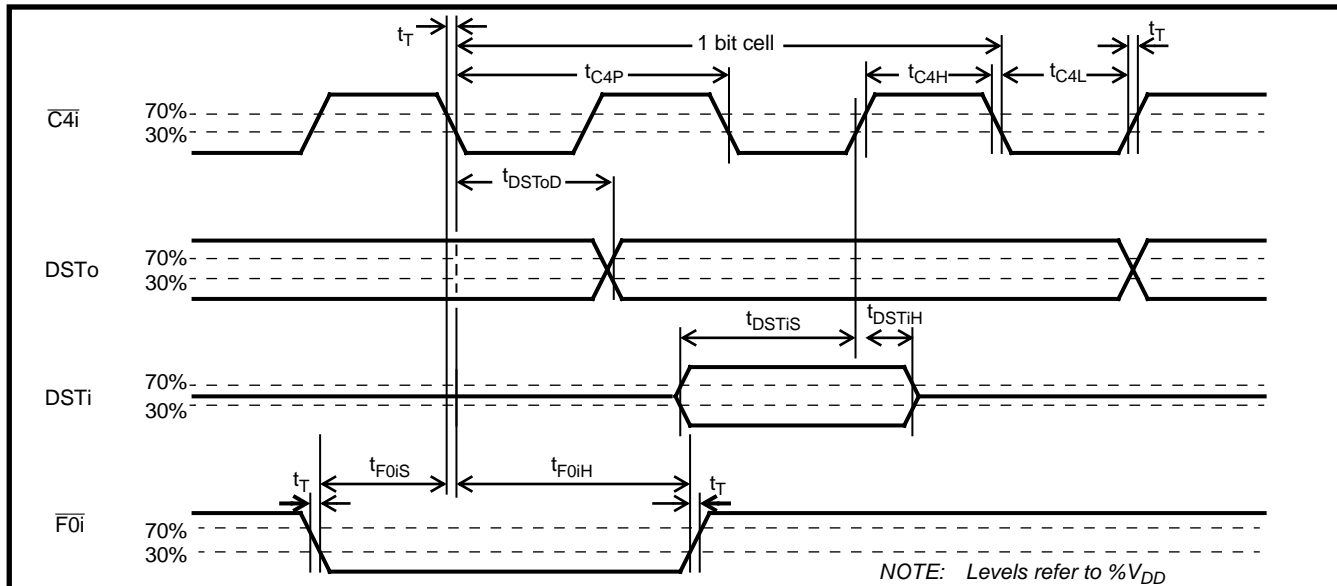 tT
1 bit cell
tT
tC4P
tC4H
tC4L
C4i
70%
30%
tDSToD
DSTo
70%
30%
tDSTiS
tDSTiH
DSTi
70%
30%
tT
tF0iS
tF0iH
tT
F0i
70%
30%
NOTE: Levels refer to %VDD